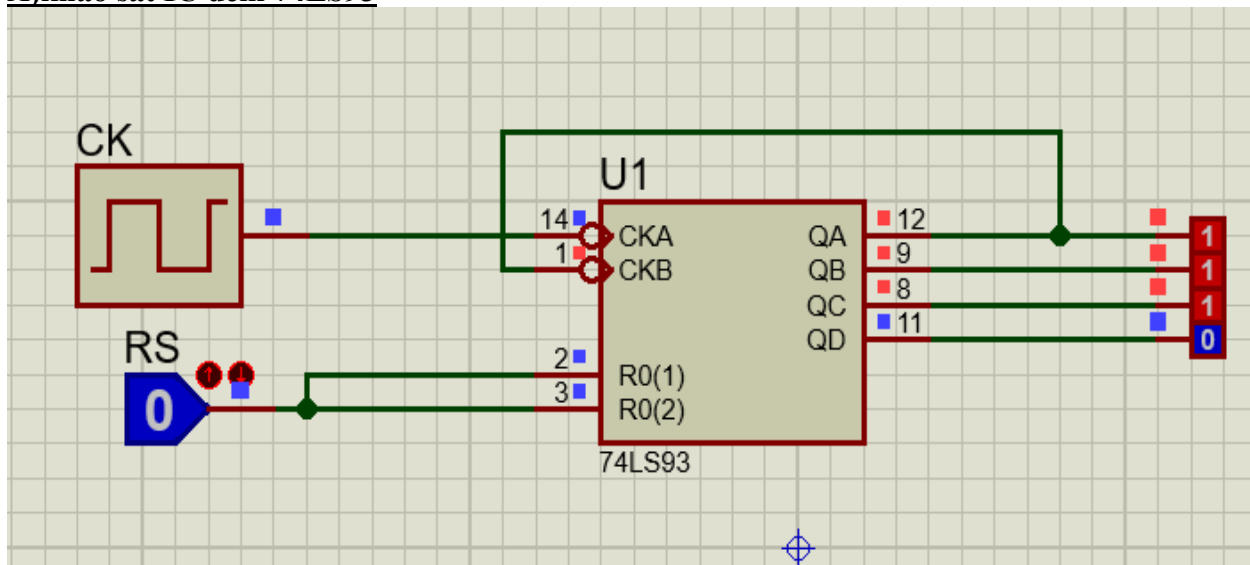 CK
U1
14 CKA QA 12 1
1 CKB QB 9 1
QC 8 1
QD 11 0
RS
0
2 R0(1)
3 R0(2)
74LS93